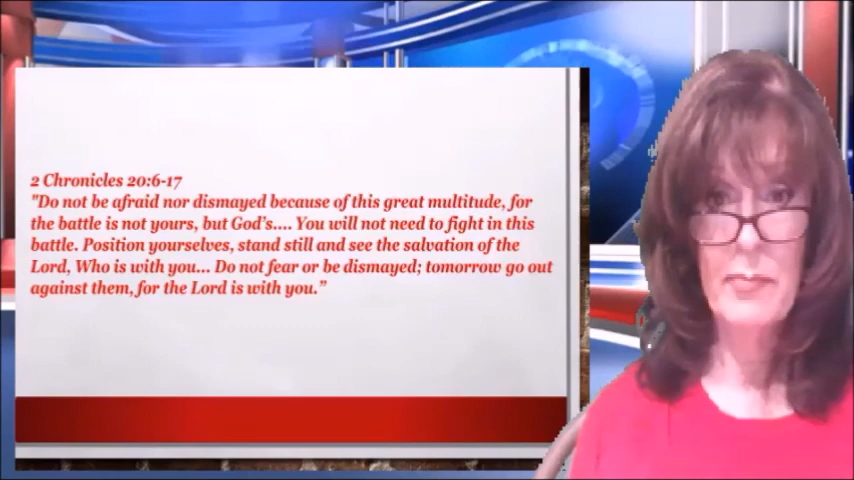 2 Chronicles 20:6-17
"Do not be afraid nor dismayed because of this great multitude, for
the battle is not yours, but God's.... You will not need to fight in this
battle. Position yourselves, stand still and see the salvation of the
Lord, Who is with you... Do not fear or be dismayed; tomorrow go out
against them, for the Lord is with you."